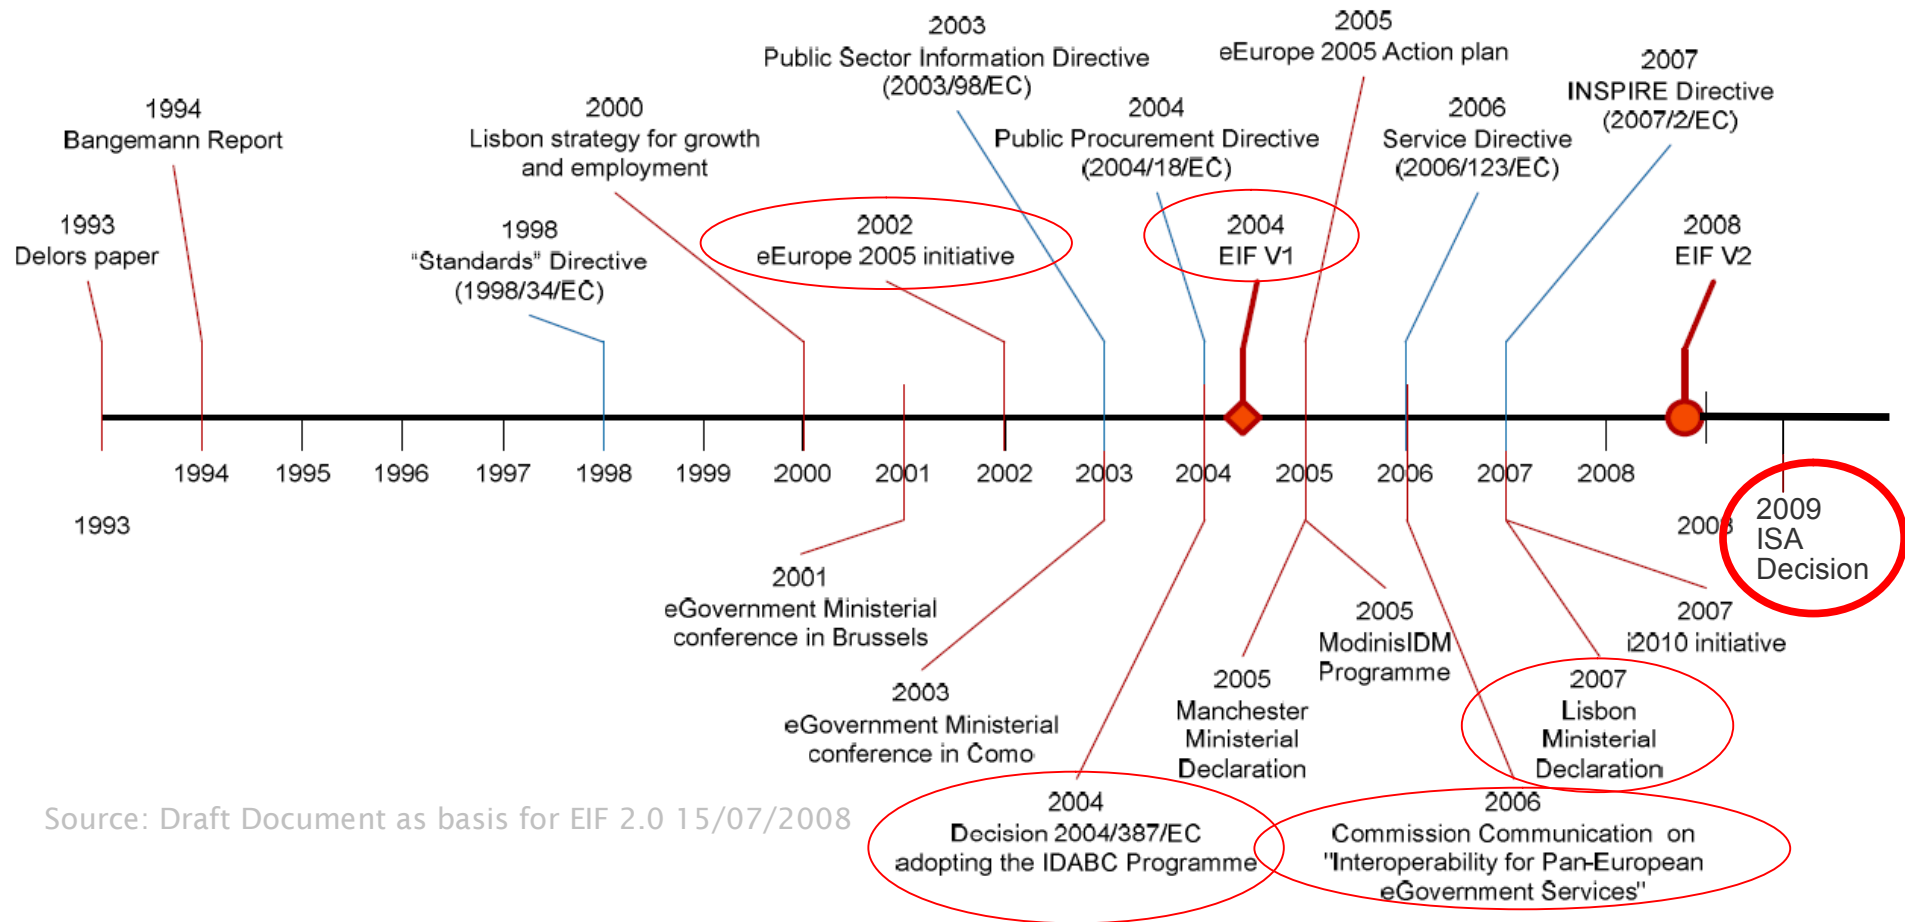 2003
Public Sector Information Directive
(2003/98/EC)
2005
eEurope 2005 Action plan
2007
INSPIRE Directive
(2007/2/EC)
1994
Bangemann Report
2000
Lisbon strategy for growth
and employment
2004
Public Procurement Directive
(2004/18/EC)
2006
Service Directive
(2006/123/EC)
1993
Delors paper
1998
"Standards" Directive
(1998/34/EC)
2002
eEurope 2005 initiative
2004
EIF V1
2008
EIF V2
1994 1995 1996 1997 1998 1999 2000 2001 2002 2003 2004 2005 2006 2007 2008
1993
2008
2009
ISA
Decision
2001
eGovernment Ministerial
conference in Brussels
2003
eGovernment Ministerial
conference in Como
2005
Manchester
Ministerial
Declaration
2005
ModinisIDM
Programme
2007
i2010 initiative
2007
Lisbon
Ministerial
Declaration
2004
Decision 2004/387/EC
adopting the IDABC Programme
2006
Commission Communication on
"Interoperability for Pan-European
eGovernment Services"
Source: Draft Document as basis for EIF 2.0 15/07/2008